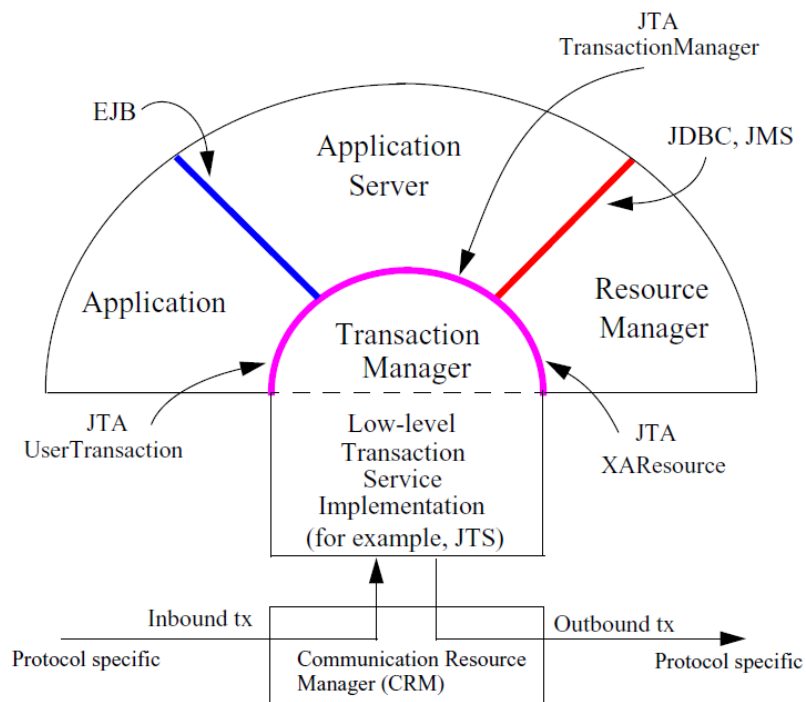 JTA
TransactionManager
EJB
Application
Server
JDBC, JMS
Application
Resource
Manager
Transaction
Manager
JTA
UserTransaction
Low-level
Transaction
Service
Implementation
(for example, JTS)
JTA
XAResource
Inbound tx
Outbound tx
Protocol specific
Communication Resource
Manager (CRM)
Protocol specific